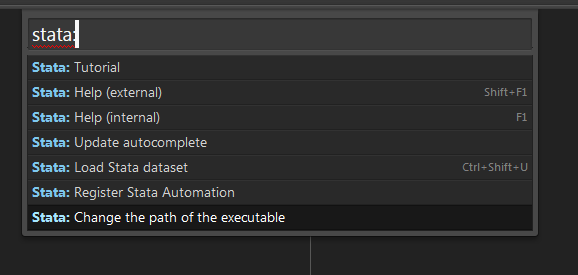 stata:
Stata: Tutorial
Stata: Help (external) Shift+F1
Stata: Help (internal) F1
Stata: Update autocomplete
Stata: Load Stata dataset Ctrl+Shift+U
Stata: Register Stata Automation
Stata: Change the path of the executable